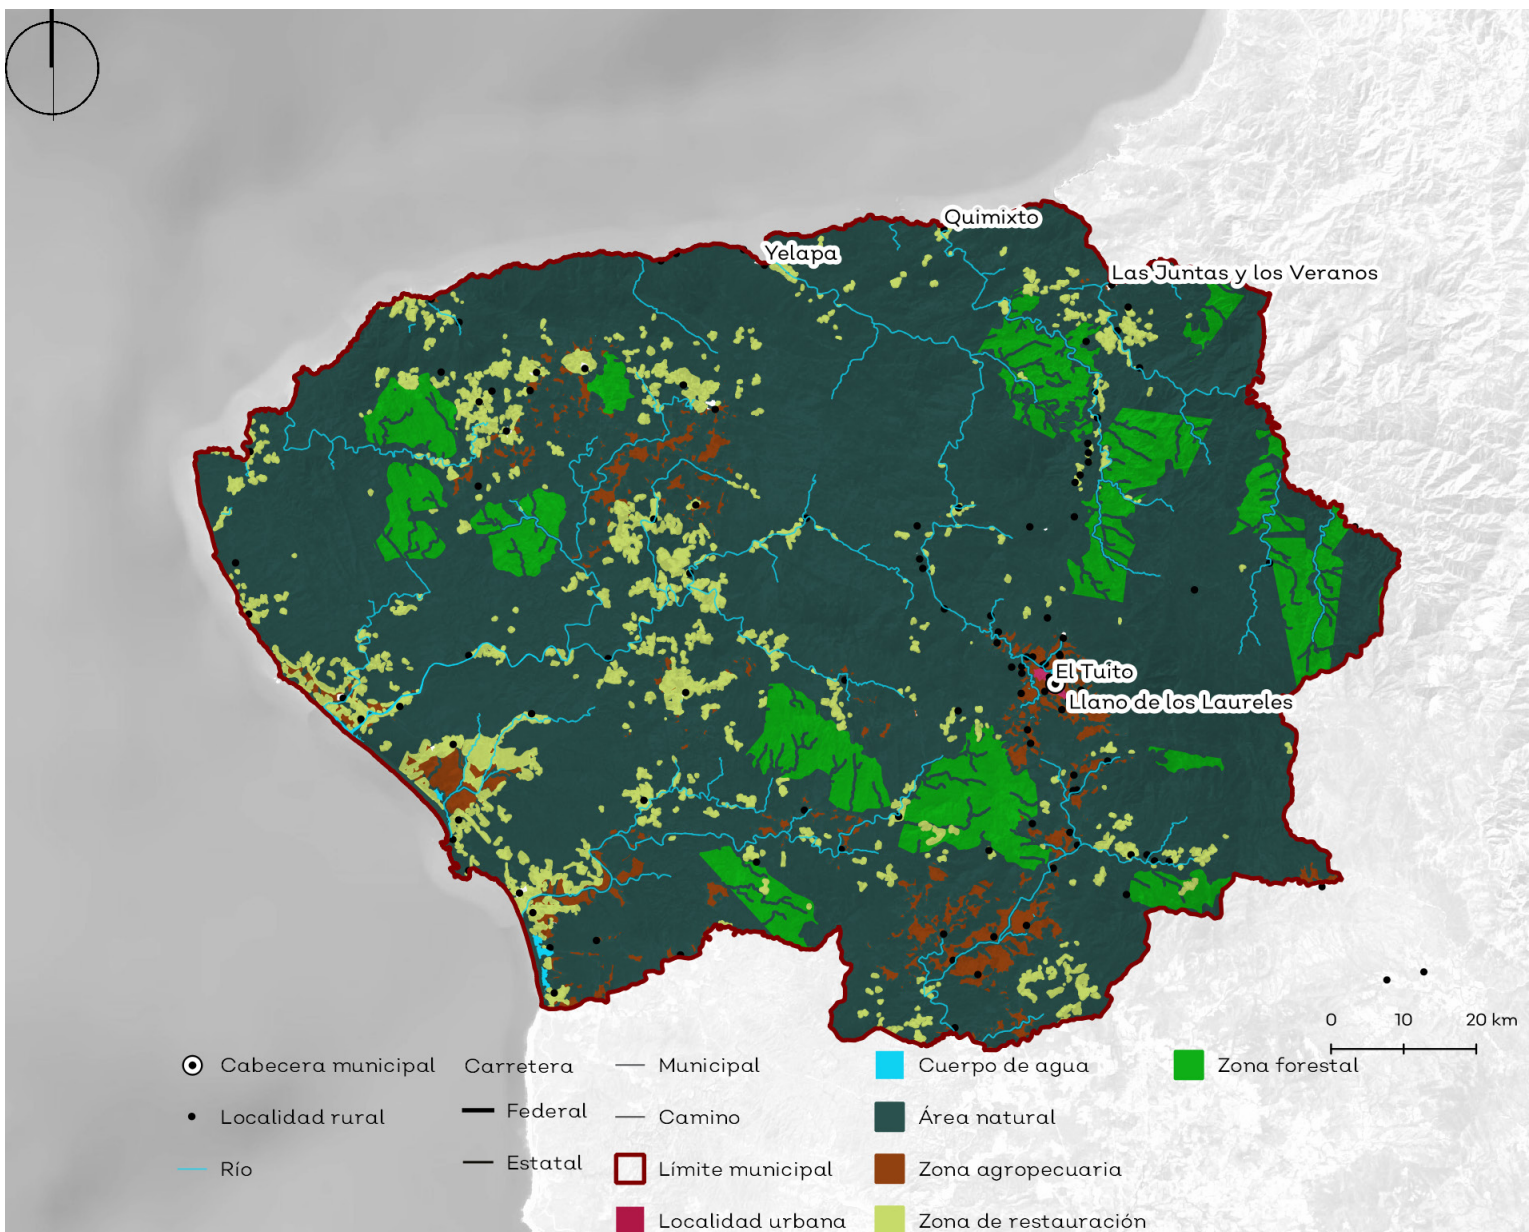 Quimixto
Yelapa
Las Juntas y los Veranos
El Tuito
Llano de los Laureles
0 10 20 km
Cabecera municipal
Localidad rural
Río
Carretera
Federal
Estatal
Municipal
Camino
Límite municipal
Localidad urbana
Cuerpo de agua
Área natural
Zona agropecuaria
Zona de restauración
Zona forestal